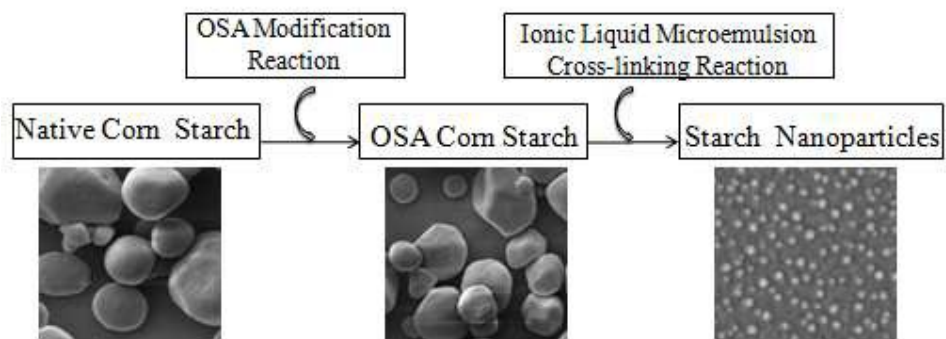 OSA Modification
Reaction
Ionic Liquid Microemulsion
Cross-linking Reaction
Native Corn Starch
OSA Corn Starch
Starch Nanoparticles